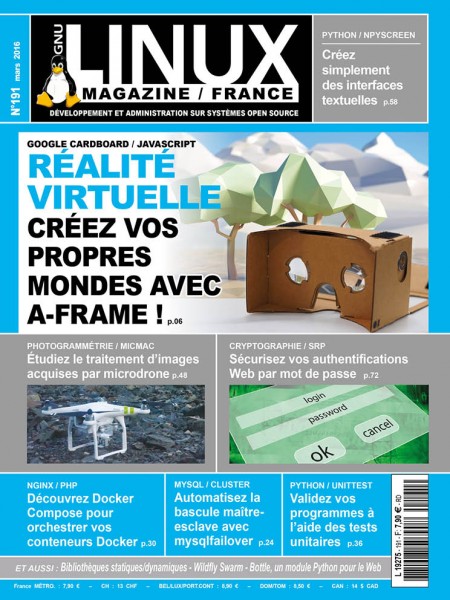 N°191 mars 2016
GNU
LINUX
MAGAZINE / FRANCE
DÉVELOPPEMENT ET ADMINISTRATION SUR SYSTÈMES OPEN SOURCE
PYTHON / NPYSCREEN
Créez
simplement
des interfaces
textuelles p.58
GOOGLE CARDBOARD / JAVASCRIPT
RÉALITÉ
VIRTUELLE
CRÉEZ VOS
PROPRES
MONDES AVEC
A-FRAME ! p.06
PHOTOGRAMMÉTRIE / MICMAC
Étudiez le traitement d'images
acquises par microdrone p.48
CRYPTOGRAPHIE / SRP
Sécurisez vos authentifications
Web par mot de passe p.72
login
password
ok
cancel
NGINX / PHP
Découvrez Docker
Compose pour
orchestrer vos
conteneurs Docker p.30
MYSQL / CLUSTER
Automatisez la
bascule maître-
esclave avec
mysqlfailover p.24
PYTHON / UNITTEST
Validez vos
programmes à
l'aide des tests
unitaires p.36
L 19275 - 191 - F: 7,90 € - RD
ET AUSSI : Bibliothèques statiques/dynamiques - Wildfly Swarm - Bottle, un module Python pour le Web
France MÉTRO. : 7,90 € - CH : 13 CHF - BEL/LUX/PORT.CONT : 8,90 € - DOM/TOM : 8,50 € - CAN : 14 $ CAD